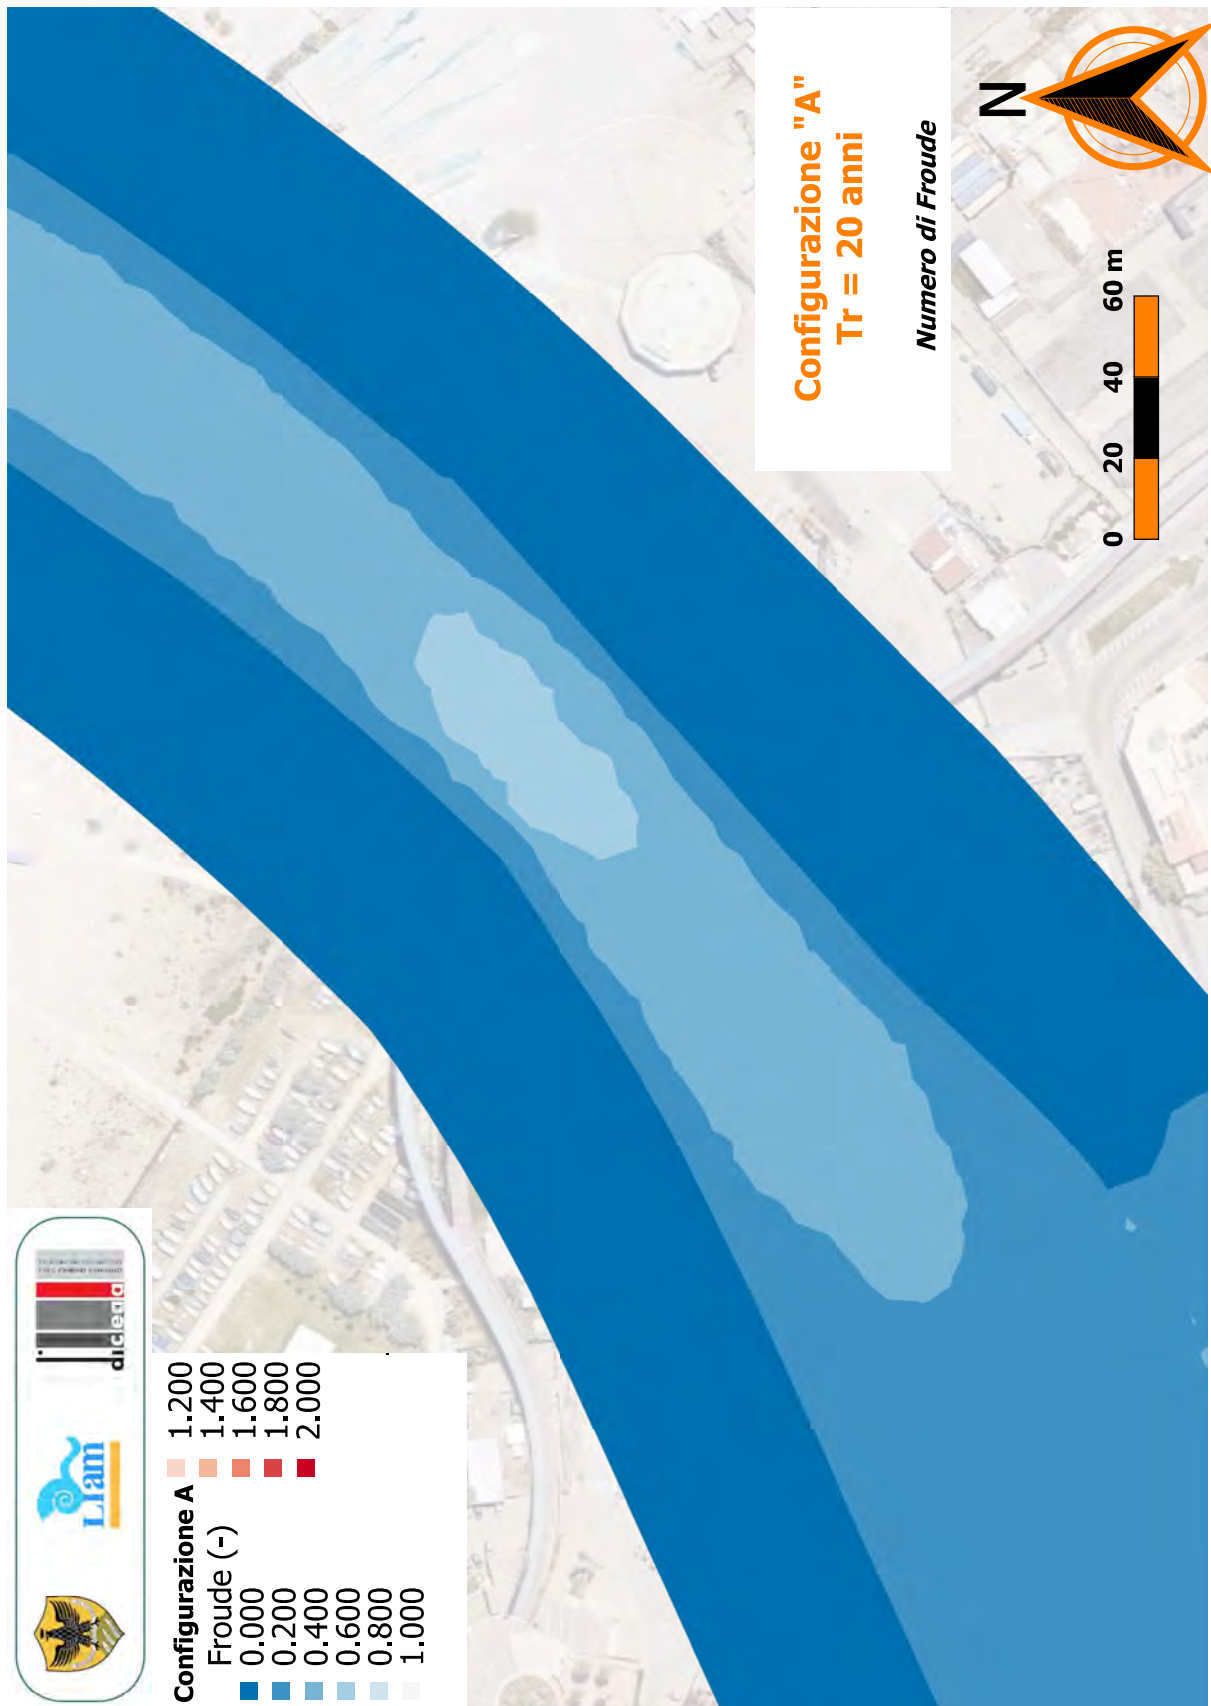 Configurazione "A"
Tr = 20 anni
Numero di Froude
N
0 20 40 60 m
LIam
dicea
Configurazione A
Froude (-)
0.000
0.200
0.400
0.600
0.800
1.000
1.200
1.400
1.600
1.800
2.000